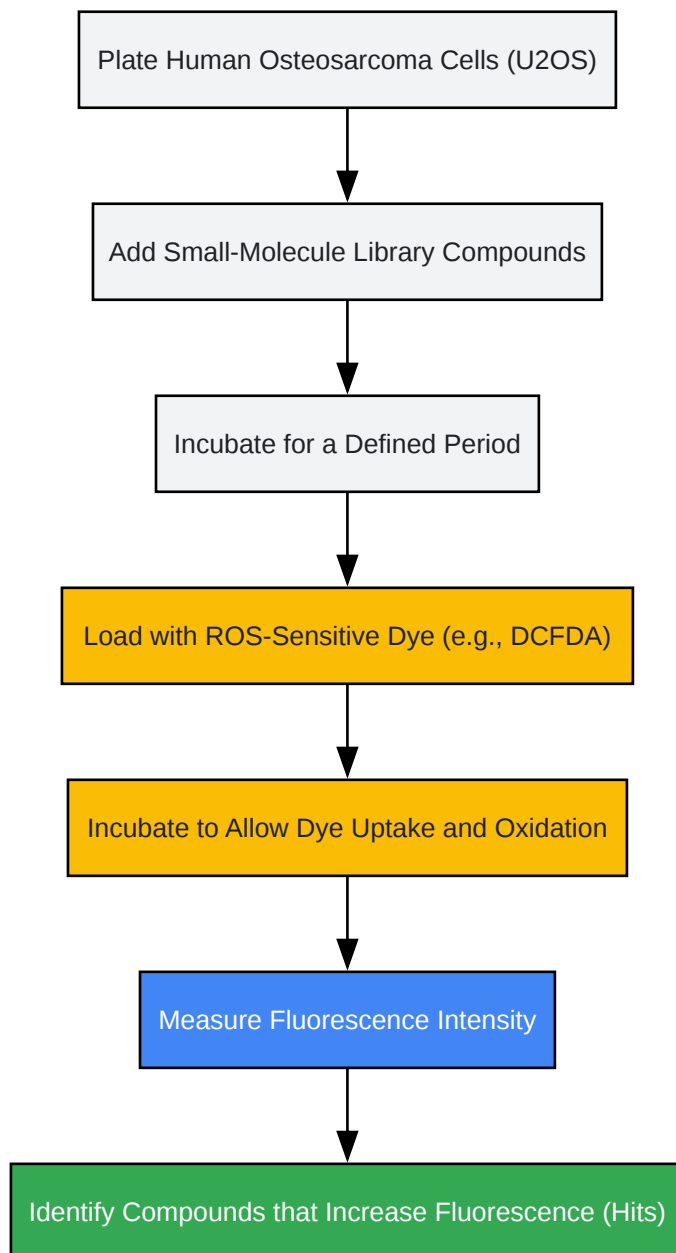 Plate Human Osteosarcoma Cells (U2OS)
Add Small-Molecule Library Compounds
Incubate for a Defined Period
Load with ROS-Sensitive Dye (e.g., DCFDA)
Incubate to Allow Dye Uptake and Oxidation
Measure Fluorescence Intensity
Identify Compounds that Increase Fluorescence (Hits)